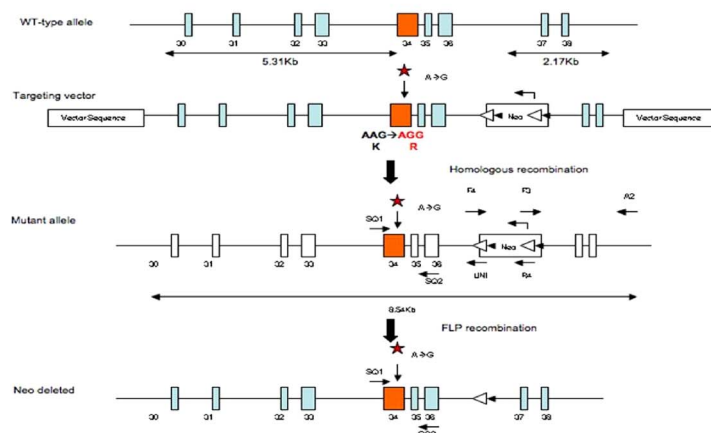 WT-type allele
30 31 32 33 34 35 36 37 38
5.31Kb 2.17Kb
A→G
Targeting vector
Vector Sequence Neo Vector Sequence
AAG→AGG
K R
Homologous recombination
A→G F4 F3 A2
SQ1
Mutant allele Neo
30 31 32 33 34 35 36
SQ2 UNI
8.54Kb
FLP recombination
A→G
SQ1
Neo deleted
30 31 32 33 34 35 36 37 38